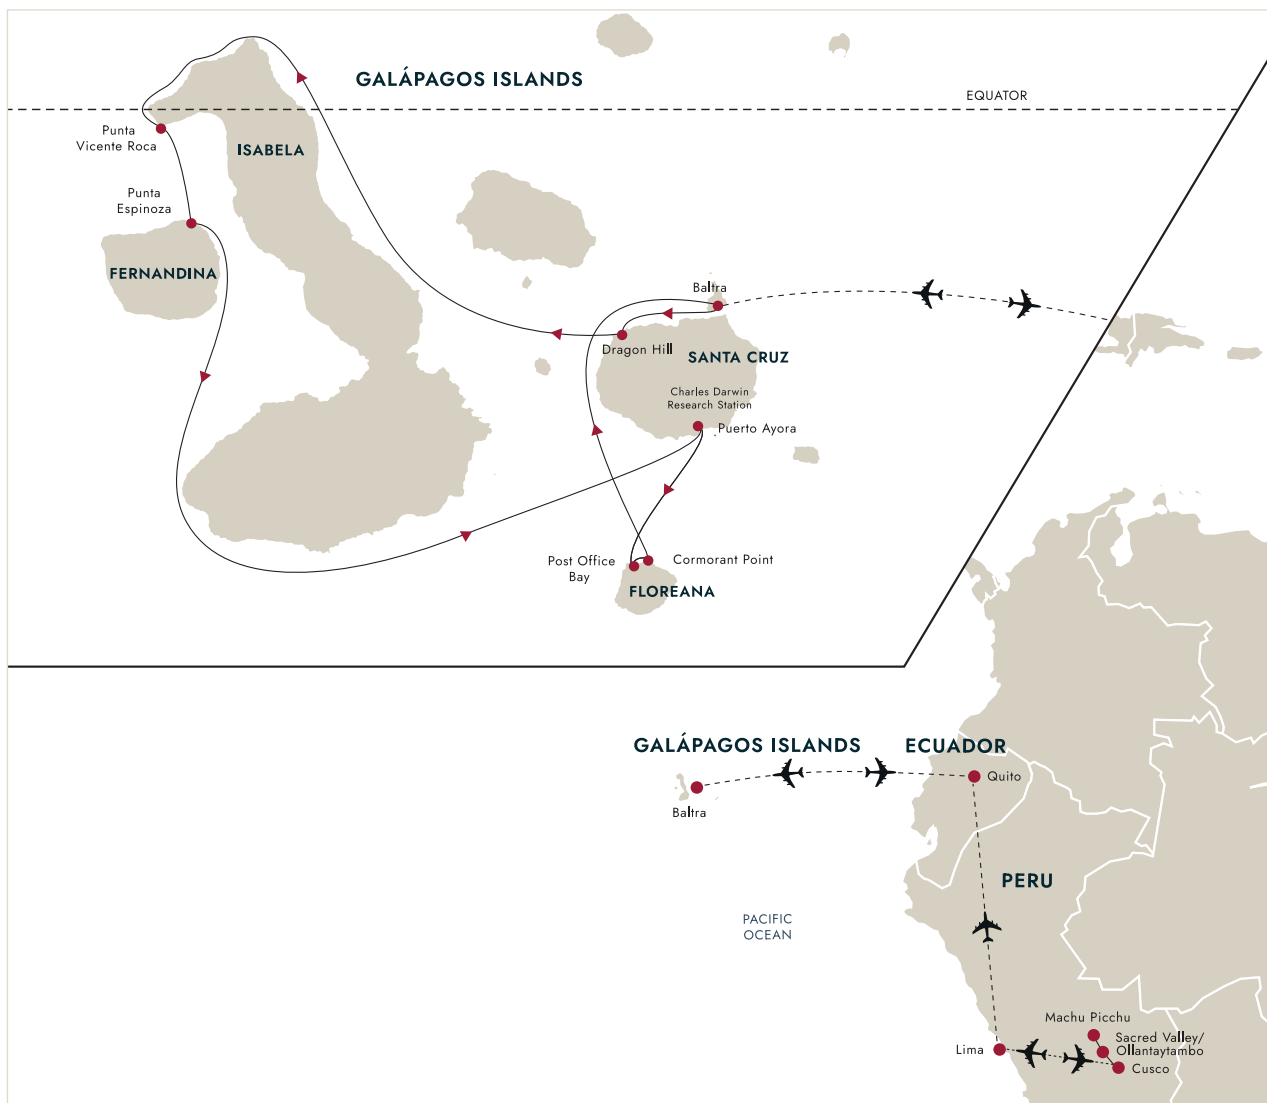 GALÁPAGOS ISLANDS
EQUATOR
Punta
Vicente Roca
ISABELA
Punta
Espinoza
FERNANDINA
Baltra
Dragon Hill
SANTA CRUZ
Charles Darwin
Research Station
Puerto Ayora
Post Office
Bay
Cormorant Point
FLOREANA
GALÁPAGOS ISLANDS
ECUADOR
Quito
Baltra
PERU
PACIFIC
OCEAN
Machu Picchu
Sacred Valley/
Ollantaytambo
Lima
Cusco